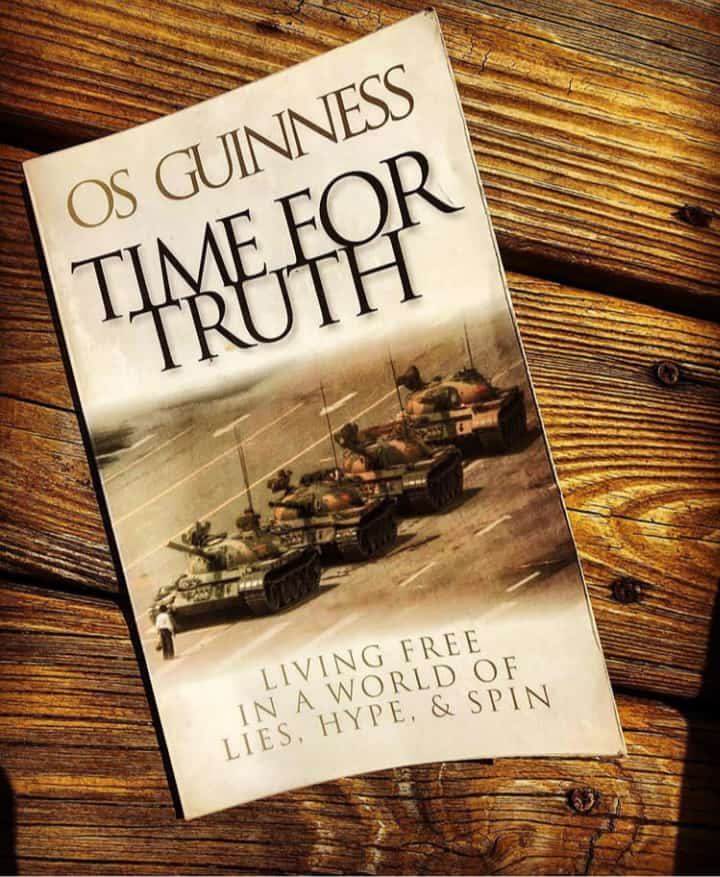 OS GUINNESS
TIME FOR
TRUTH
LIVING FREE
IN A WORLD OF
LIES, HYPE, & SPIN